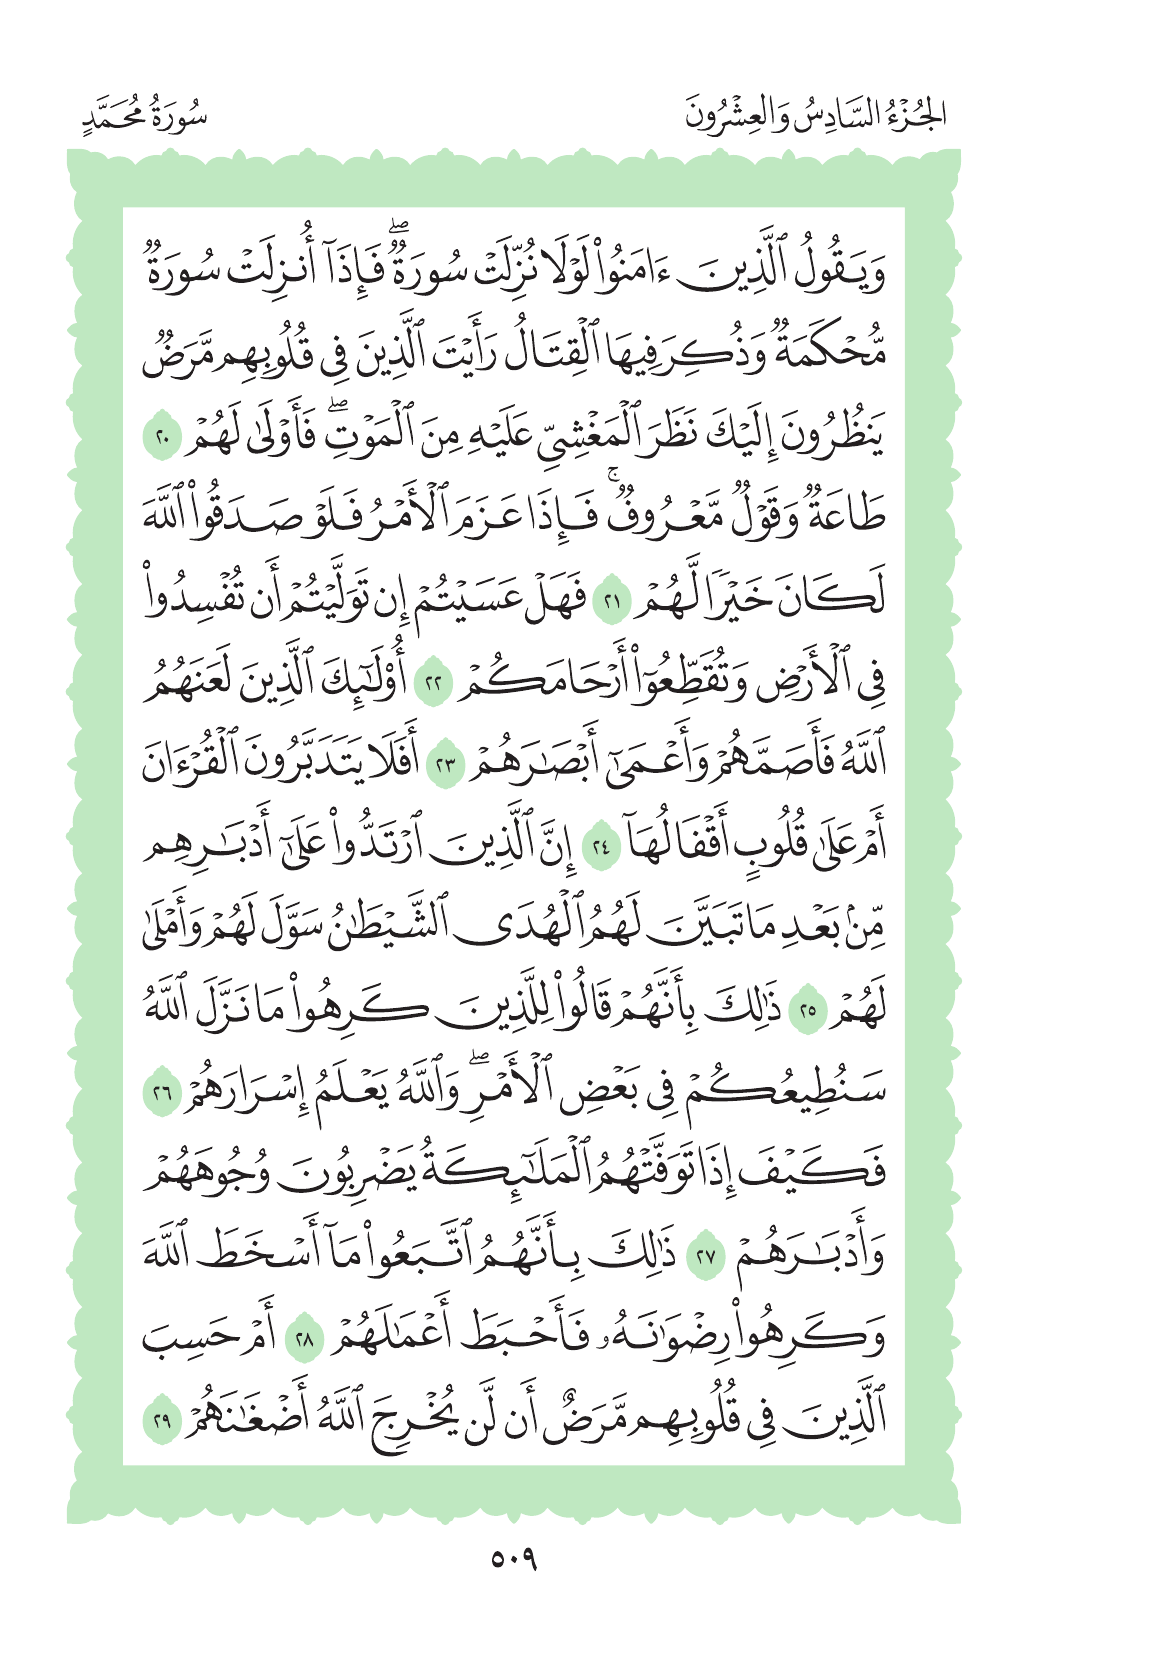 الجُزْءُ السَّادِسُ وَالعِشْرُونَ
سُورَةُ مُحَمَّدٍ
وَيَقُولُ ٱلَّذِينَ ءَامَنُواْ لَوۡلَا نُزِّلَتۡ سُورَةٞۖ فَإِذَآ أُنزِلَتۡ سُورَةٞ
مُّحۡكَمَةٞ وَذُكِرَ فِيهَا ٱلۡقِتَالُ رَأَيۡتَ ٱلَّذِينَ فِي قُلُوبِهِم مَّرَضٞ
يَنظُرُونَ إِلَيۡكَ نَظَرَ ٱلۡمَغۡشِيِّ عَلَيۡهِ مِنَ ٱلۡمَوۡتِۖ فَأَوۡلَىٰ لَهُمۡ ٢٠
طَاعَةٞ وَقَوۡلٞ مَّعۡرُوفٞۚ فَإِذَا عَزَمَ ٱلۡأَمۡرُ فَلَوۡ صَدَقُواْ ٱللَّهَ
لَكَانَ خَيۡرٗا لَّهُمۡ ٢١ فَهَلۡ عَسَيۡتُمۡ إِن تَوَلَّيۡتُمۡ أَن تُفۡسِدُواْ
فِي ٱلۡأَرۡضِ وَتُقَطِّعُوٓاْ أَرۡحَامَكُمۡ ٢٢ أُوْلَٰٓئِكَ ٱلَّذِينَ لَعَنَهُمُ
ٱللَّهُ فَأَصَمَّهُمۡ وَأَعۡمَىٰٓ أَبۡصَٰرَهُمۡ ٢٣ أَفَلَا يَتَدَبَّرُونَ ٱلۡقُرۡءَانَ
أَمۡ عَلَىٰ قُلُوبٍ أَقۡفَالُهَآ ٢٤ إِنَّ ٱلَّذِينَ ٱرۡتَدُّواْ عَلَىٰٓ أَدۡبَٰرِهِم
مِّنۢ بَعۡدِ مَا تَبَيَّنَ لَهُمُ ٱلۡهُدَى ٱلشَّيۡطَٰنُ سَوَّلَ لَهُمۡ وَأَمۡلَىٰ
لَهُمۡ ٢٥ ذَٰلِكَ بِأَنَّهُمۡ قَالُواْ لِلَّذِينَ كَرِهُواْ مَا نَزَّلَ ٱللَّهُ
سَنُطِيعُكُمۡ فِي بَعۡضِ ٱلۡأَمۡرِۖ وَٱللَّهُ يَعۡلَمُ إِسۡرَارَهُمۡ ٢٦
فَكَيۡفَ إِذَا تَوَفَّتۡهُمُ ٱلۡمَلَٰٓئِكَةُ يَضۡرِبُونَ وُجُوهَهُمۡ
وَأَدۡبَٰرَهُمۡ ٢٧ ذَٰلِكَ بِأَنَّهُمُ ٱتَّبَعُواْ مَآ أَسۡخَطَ ٱللَّهَ
وَكَرِهُواْ رِضۡوَٰنَهُۥ فَأَحۡبَطَ أَعۡمَٰلَهُمۡ ٢٨ أَمۡ حَسِبَ
ٱلَّذِينَ فِي قُلُوبِهِم مَّرَضٌ أَن لَّن يُخۡرِجَ ٱللَّهُ أَضۡغَٰنَهُمۡ ٢٩
٥٠٩